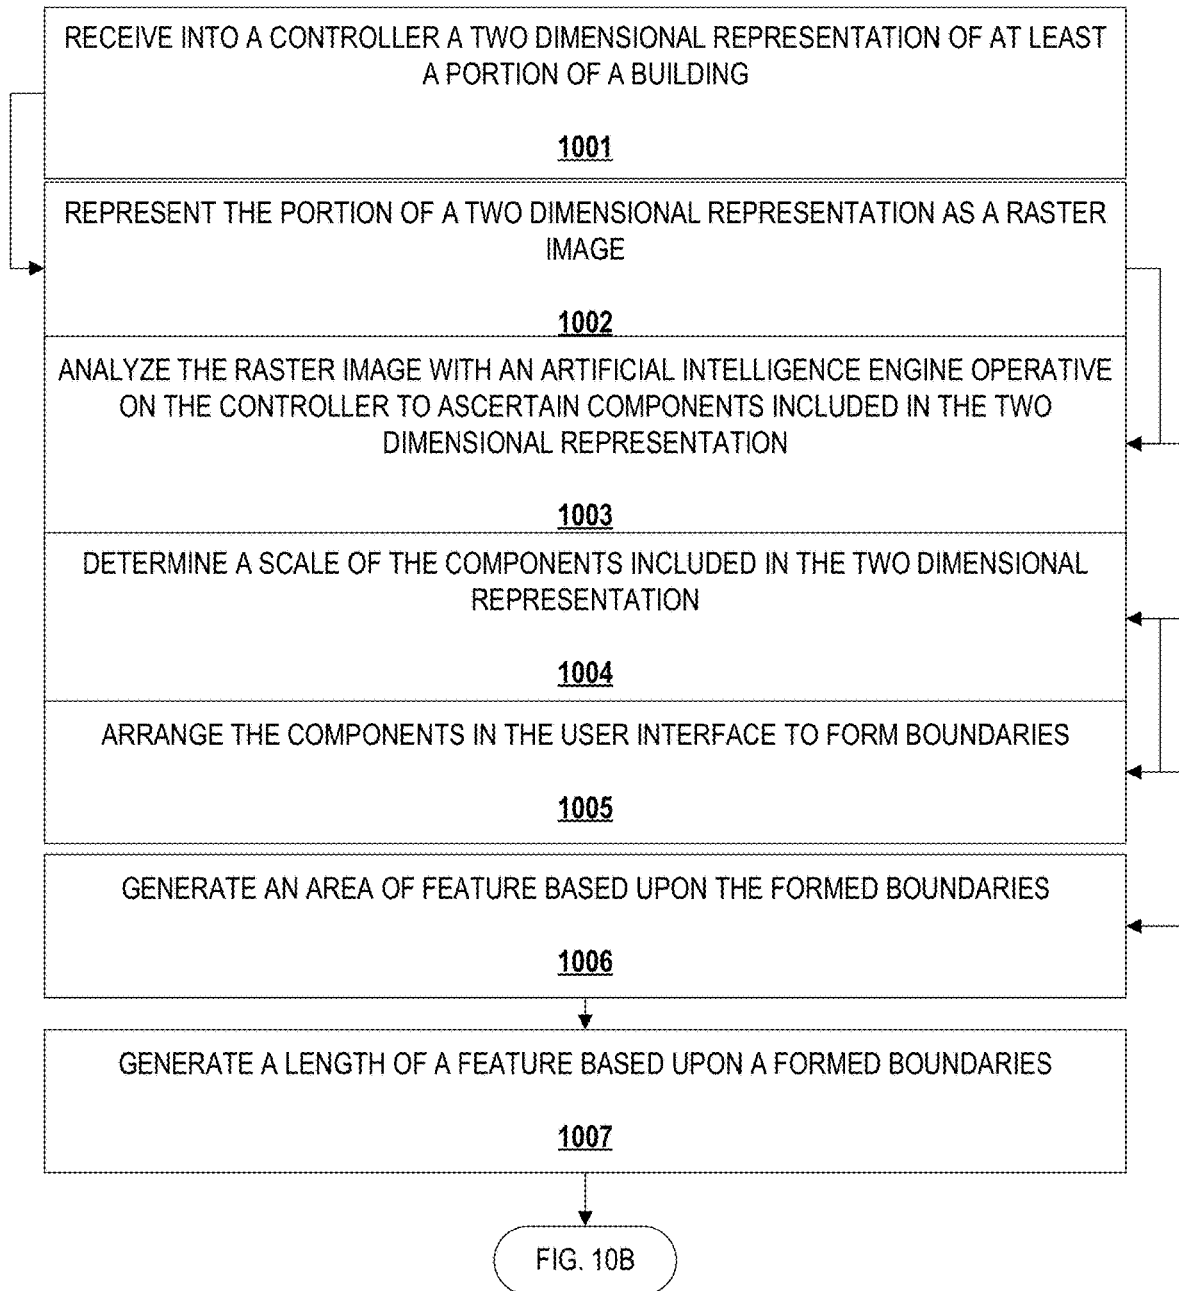 RECEIVE INTO A CONTROLLER A TWO DIMENSIONAL REPRESENTATION OF AT LEAST
A PORTION OF A BUILDING
1001
REPRESENT THE PORTION OF A TWO DIMENSIONAL REPRESENTATION AS A RASTER
IMAGE
1002
ANALYZE THE RASTER IMAGE WITH AN ARTIFICIAL INTELLIGENCE ENGINE OPERATIVE
ON THE CONTROLLER TO ASCERTAIN COMPONENTS INCLUDED IN THE TWO
DIMENSIONAL REPRESENTATION
1003
DETERMINE A SCALE OF THE COMPONENTS INCLUDED IN THE TWO DIMENSIONAL
REPRESENTATION
1004
ARRANGE THE COMPONENTS IN THE USER INTERFACE TO FORM BOUNDARIES
1005
GENERATE AN AREA OF FEATURE BASED UPON THE FORMED BOUNDARIES
1006
GENERATE A LENGTH OF A FEATURE BASED UPON A FORMED BOUNDARIES
1007
FIG. 10B